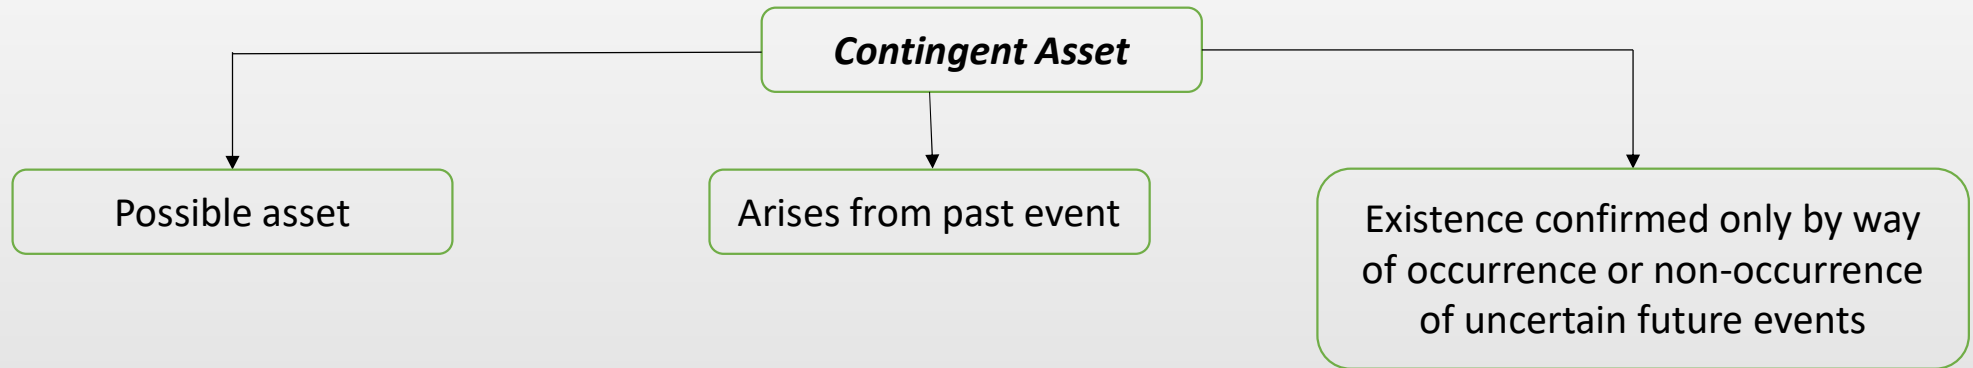 Contingent Asset
Possible asset
Arises from past event
Existence confirmed only by way
of occurrence or non-occurrence
of uncertain future events